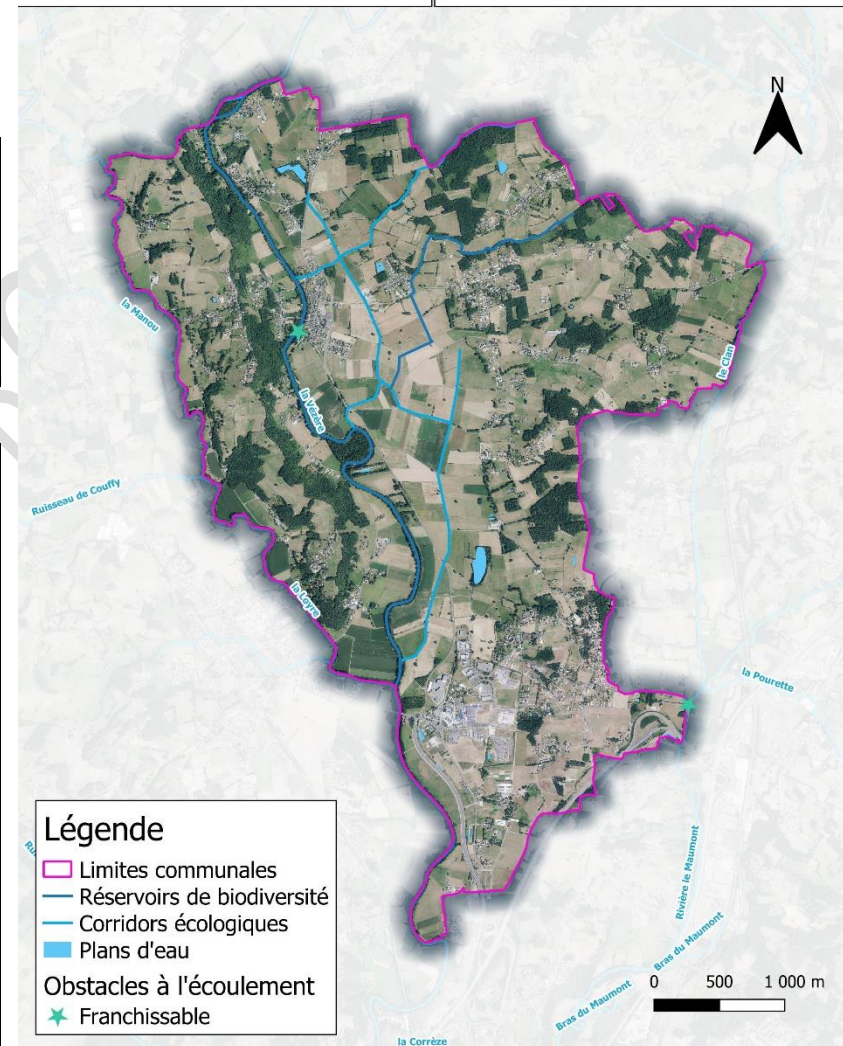 N
la Manou
la Vézère
le Clan
Ruisseau de Couffy
la Loyre
la Pourette
Rivière le Maumont
Bras du Maumont
Bras du Maumont
la Corrèze
Légende
Limites communales
Réservoirs de biodiversité
Corridors écologiques
Plans d'eau
Obstacles à l'écoulement
Franchissable
0 500 1 000 m